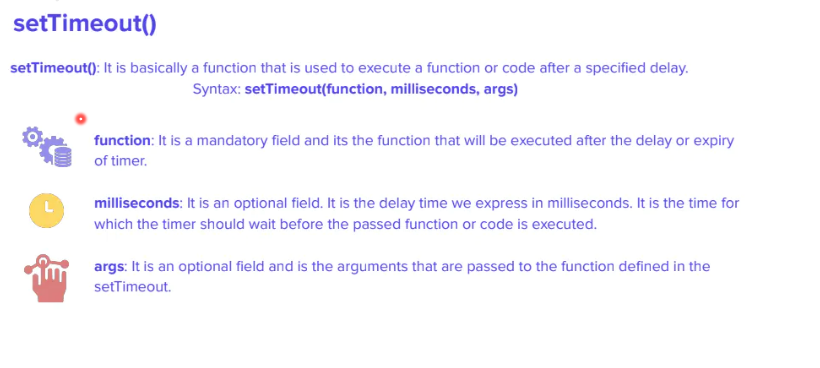 setTimeout()
setTimeout(): It is basically a function that is used to execute a function or code after a specified delay.
Syntax: setTimeout(function, milliseconds, args)
function: It is a mandatory field and its the function that will be executed after the delay or expiry
of timer.
milliseconds: It is an optional field. It is the delay time we express in milliseconds. It is the time for
which the timer should wait before the passed function or code is executed.
args: It is an optional field and is the arguments that are passed to the function defined in the
setTimeout.